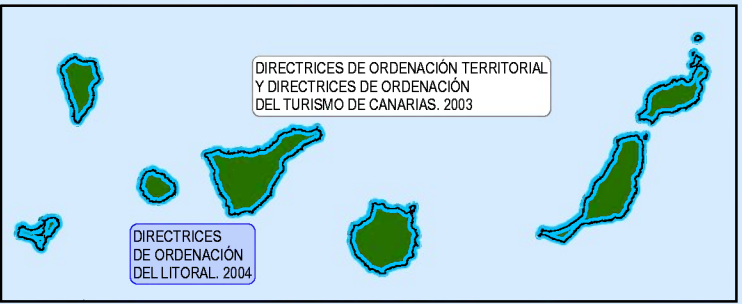 DIRECTRICES DE ORDENACIÓN TERRITORIAL
Y DIRECTRICES DE ORDENACIÓN
DEL TURISMO DE CANARIAS. 2003
DIRECTRICES
DE ORDENACIÓN
DEL LITORAL. 2004